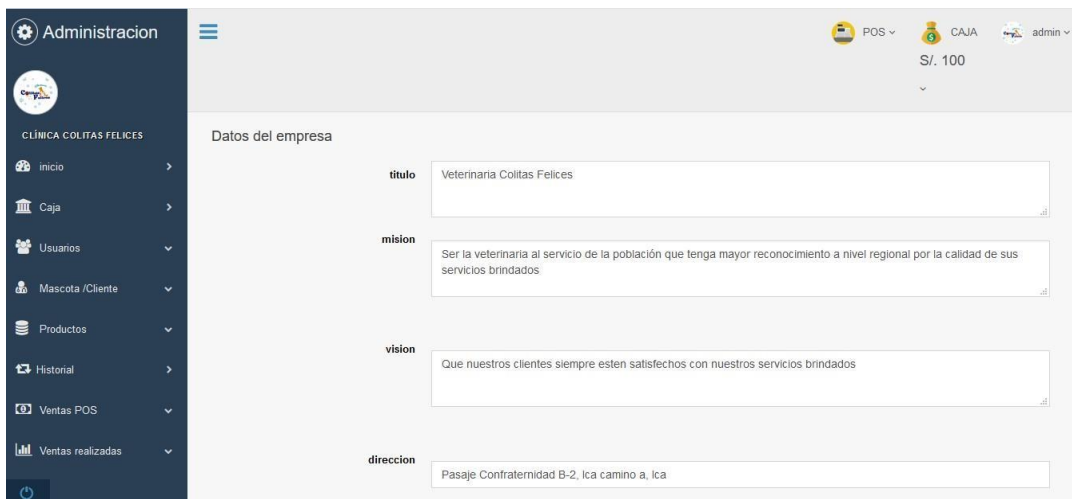 Administracion
POS
CAJA
admin
S/. 100
CLÍNICA COLITAS FELICES
Datos del empresa
inicio
titulo
Veterinaria Colitas Felices
Caja
mision
Usuarios
Ser la veterinaria al servicio de la población que tenga mayor reconocimiento a nivel regional por la calidad de sus
servicios brindados
Mascota /Cliente
Productos
vision
Que nuestros clientes siempre esten satisfechos con nuestros servicios brindados
Historial
Ventas POS
Ventas realizadas
direccion
Pasaje Confraternidad B-2, Ica camino a, Ica